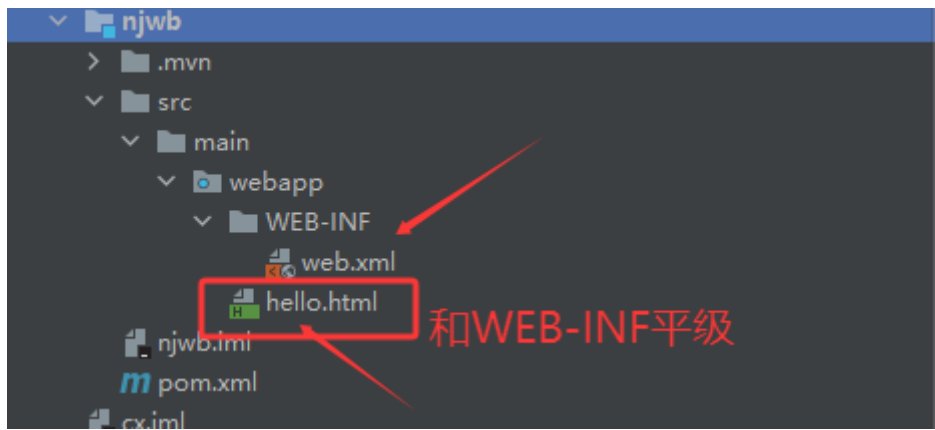 njwb
.mvn
src
main
webapp
WEB-INF
web.xml
hello.html
和WEB-INF平级
njwb.iml
pom.xml
cx.iml